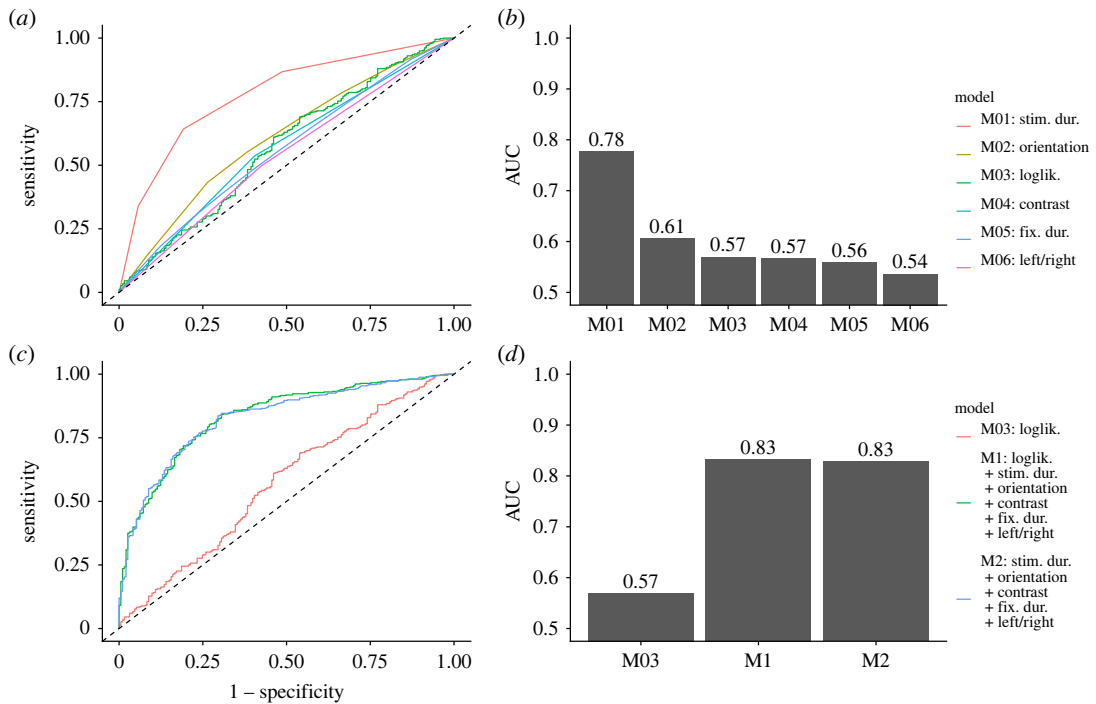 (a)
sensitivity
1.00
0.75
0.50
0.25
0
0
0.25
0.50
0.75
1.00
(b)
AUC
1.0
0.9
0.8
0.7
0.6
0.5
0.78
0.61
0.57
0.57
0.56
0.54
M01
M02
M03
M04
M05
M06
model
M01: stim. dur.
M02: orientation
M03: loglik.
M04: contrast
M05: fix. dur.
M06: left/right
(c)
sensitivity
1.00
0.75
0.50
0.25
0
0
0.25
0.50
0.75
1.00
1 – specificity
(d)
AUC
1.0
0.9
0.8
0.7
0.6
0.5
0.57
0.83
0.83
M03
M1
M2
model
M03: loglik.
M1: loglik.
+ stim. dur.
+ orientation
+ contrast
+ fix. dur.
+ left/right
M2: stim. dur.
+ orientation
+ contrast
+ fix. dur.
+ left/right